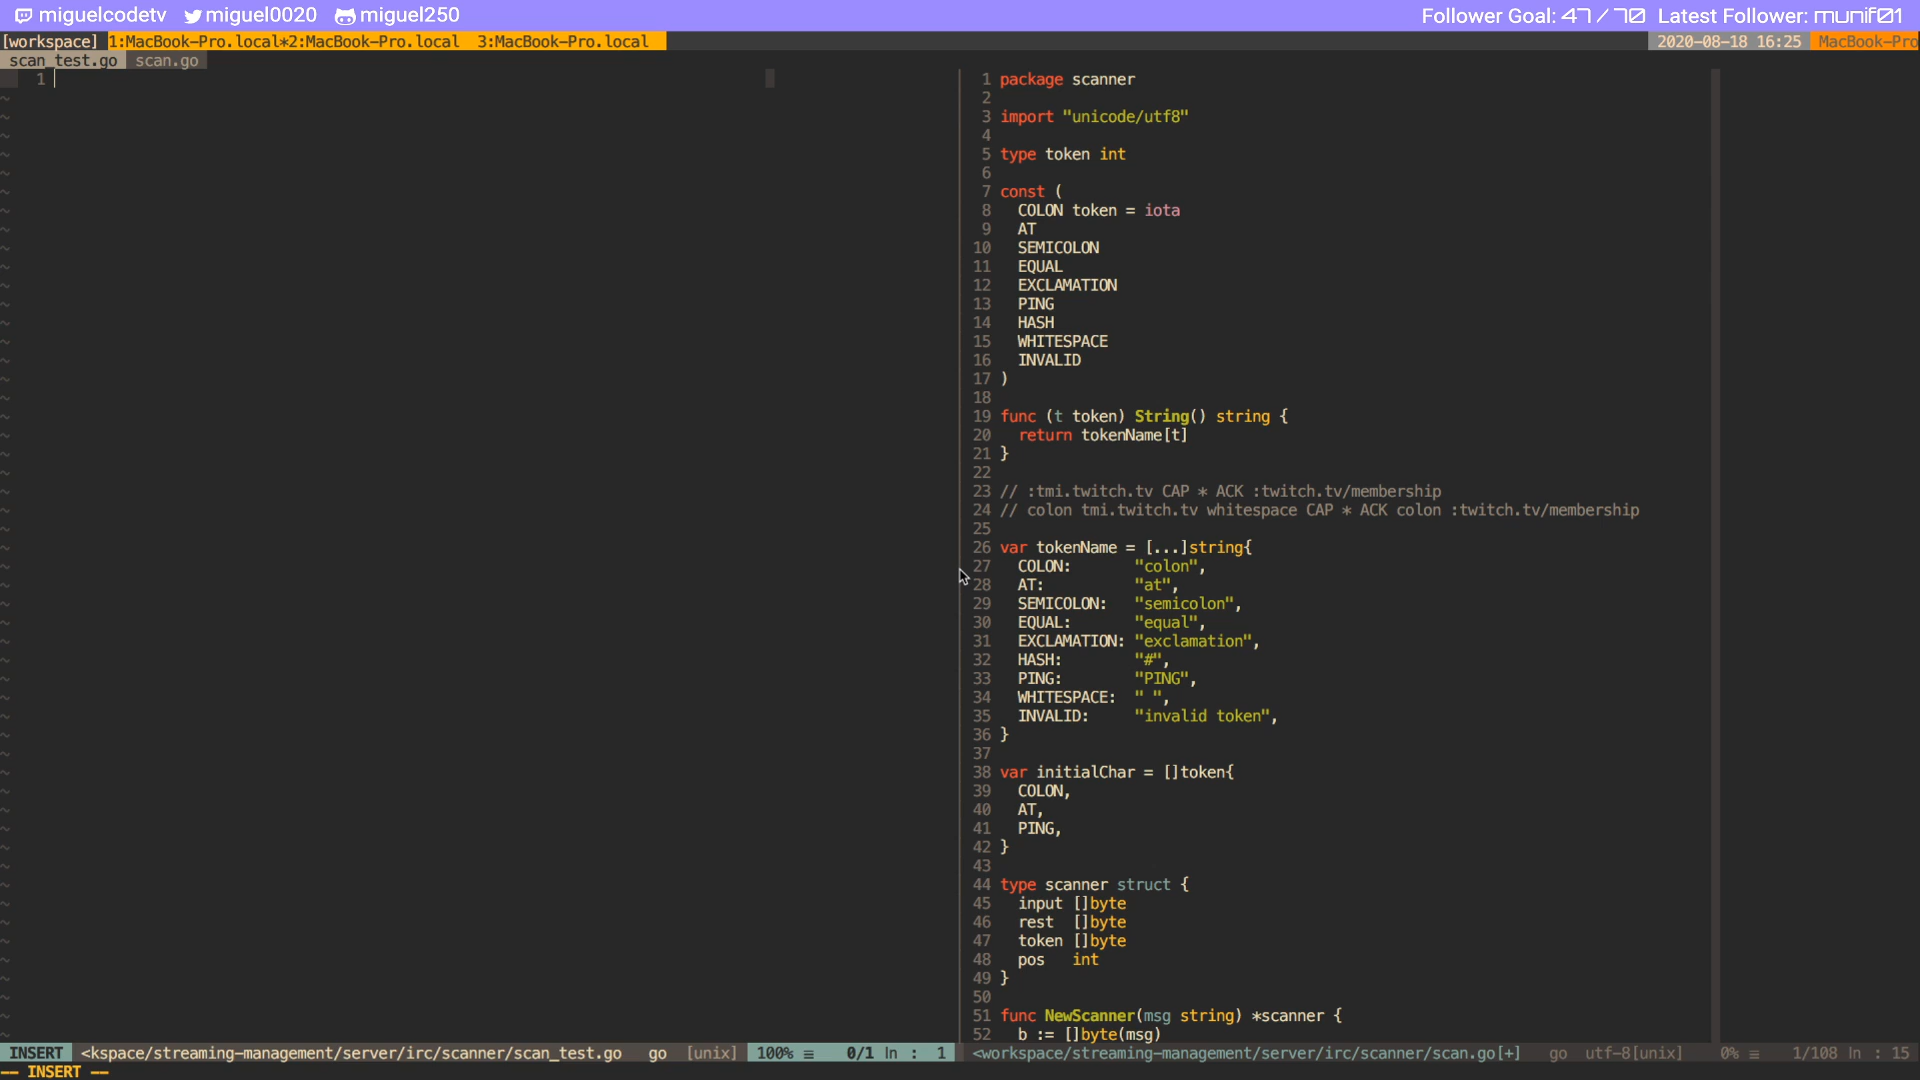 miguelcodetv miguel0020 miguel250 Follower Goal: 47 / 70 Latest Follower: munif01
[workspace] 1:MacBook-Pro.local*2:MacBook-Pro.local 3:MacBook-Pro.local 2020-08-18 16:25 MacBook-Pro
scan_test.go scan.go
1
1 package scanner
2
3 import "unicode/utf8"
4
5 type token int
6
7 const (
8 COLON token = iota
9 AT
10 SEMICOLON
11 EQUAL
12 EXCLAMATION
13 PING
14 HASH
15 WHITESPACE
16 INVALID
17 )
18
19 func (t token) String() string {
20 return tokenName[t]
21 }
22
23 // :tmi.twitch.tv CAP * ACK :twitch.tv/membership
24 // colon tmi.twitch.tv whitespace CAP * ACK colon :twitch.tv/membership
25
26 var tokenName = [...]string{
27 COLON: "colon",
28 AT: "at",
29 SEMICOLON: "semicolon",
30 EQUAL: "equal",
31 EXCLAMATION: "exclamation",
32 HASH: "#",
33 PING: "PING",
34 WHITESPACE: " ",
35 INVALID: "invalid token",
36 }
37
38 var initialChar = []token{
39 COLON,
40 AT,
41 PING,
42 }
43
44 type scanner struct {
45 input []byte
46 rest []byte
47 token []byte
48 pos int
49 }
50
51 func NewScanner(msg string) *scanner {
52 b := []byte(msg)
INSERT <kspace/streaming-management/server/irc/scanner/scan_test.go go [unix] 100% ≡ 0/1 ln : 1 <workspace/streaming-management/server/irc/scanner/scan.go[+] go utf-8[unix] 0% ≡ 1/108 ln : 15
-- INSERT --